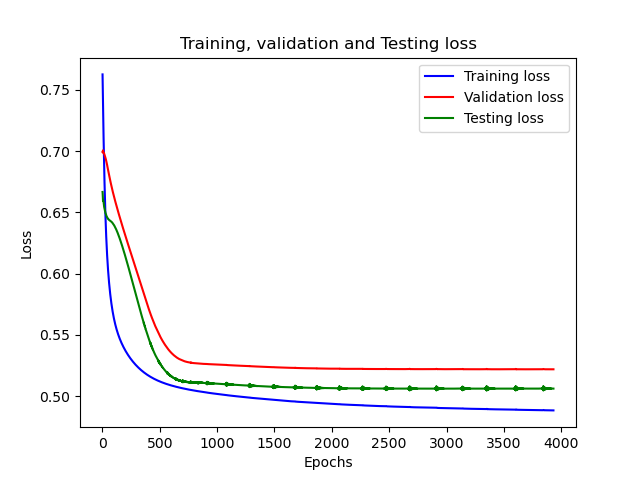 Training, validation and Testing loss
Training loss
Validation loss
Testing loss
Loss
0.75
0.70
0.65
0.60
0.55
0.50
0 500 1000 1500 2000 2500 3000 3500 4000
Epochs